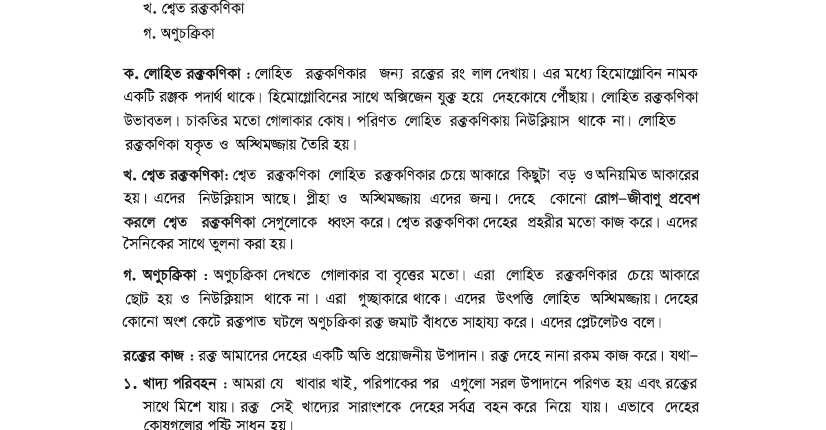 খ. শ্বেত রক্তকণিকা
গ. অণুচক্রিকা
ক. লোহিত রক্তকণিকা : লোহিত রক্তকণিকার জন্য রক্তের রং লাল দেখায়। এর মধ্যে হিমোগ্লোবিন নামক
একটি রঞ্জক পদার্থ থাকে। হিমোগ্লোবিনের সাথে অক্সিজেন যুক্ত হয়ে দেহকোষে পৌঁছায়। লোহিত রক্তকণিকা
উভাবতল। চাকতির মতো গোলাকার কোষ। পরিণত লোহিত রক্তকণিকায় নিউক্লিয়াস থাকে না। লোহিত
রক্তকণিকা যকৃত ও অস্থিমজ্জায় তৈরি হয়।
খ. শ্বেত রক্তকণিকা: শ্বেত রক্তকণিকা লোহিত রক্তকণিকার চেয়ে আকারে কিছুটা বড় ও অনিয়মিত আকারের
হয়। এদের নিউক্লিয়াস আছে। প্লীহা ও অস্থিমজ্জায় এদের জন্ম। দেহে কোনো রোগ-জীবাণু প্রবেশ
করলে শ্বেত রক্তকণিকা সেগুলোকে ধ্বংস করে। শ্বেত রক্তকণিকা দেহের প্রহরীর মতো কাজ করে। এদের
সৈনিকের সাথে তুলনা করা হয়।
গ. অণুচক্রিকা : অণুচক্রিকা দেখতে গোলাকার বা বৃত্তের মতো। এরা লোহিত রক্তকণিকার চেয়ে আকারে
ছোট হয় ও নিউক্লিয়াস থাকে না । এরা গুচ্ছাকারে থাকে। এদের উৎপত্তি লোহিত অস্থিমজ্জায়। দেহের
কোনো অংশ কেটে রক্তপাত ঘটলে অণুচক্রিকা রক্ত জমাট বাঁধতে সাহায্য করে। এদের প্লেটলেটও বলে।
রক্তের কাজ : রক্ত আমাদের দেহের একটি অতি প্রয়োজনীয় উপাদান। রক্ত দেহে নানা রকম কাজ করে। যথা-
১. খাদ্য পরিবহন : আমরা যে খাবার খাই, পরিপাকের পর এগুলো সরল উপাদানে পরিণত হয় এবং রক্তের
সাথে মিশে যায়। রক্ত সেই খাদ্যের সারাংশকে দেহের সর্বত্র বহন করে নিয়ে যায়। এভাবে দেহের
কোষগুলোর পুষ্টি সাধন হয়।